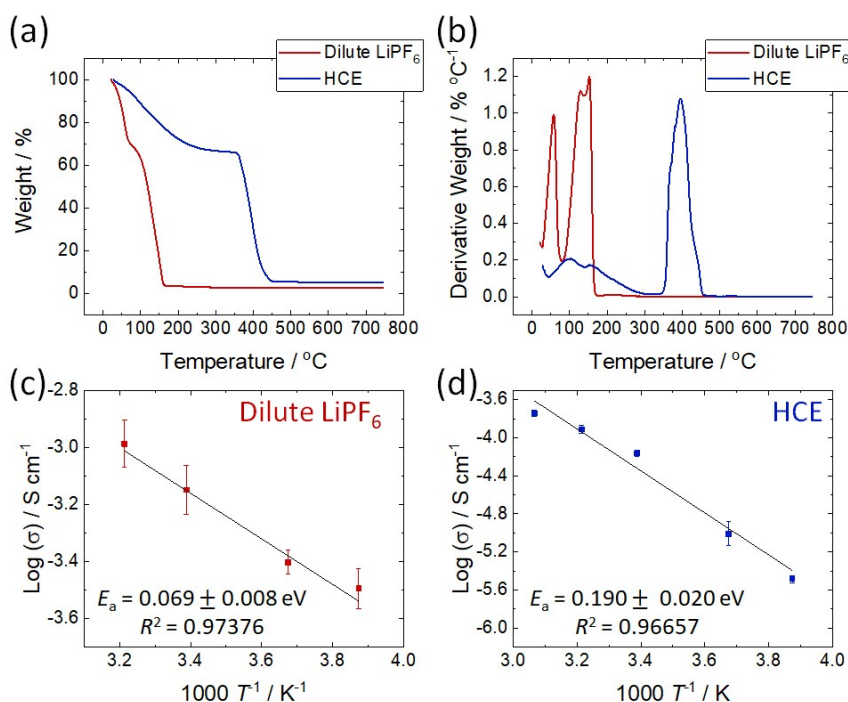 (a)
Dilute LiPF₆
HCE
100
80
60
40
20
0
Weight / %
0 100 200 300 400 500 600 700 800
Temperature / °C
(b)
Dilute LiPF₆
HCE
1.2
1.0
0.8
0.6
0.4
0.2
0.0
Derivative Weight / % °C⁻¹
0 100 200 300 400 500 600 700 800
Temperature / °C
(c)
Dilute LiPF₆
-2.8
-3.0
-3.2
-3.4
-3.6
Log (σ) / S cm⁻¹
Eₐ = 0.069 ± 0.008 eV
R² = 0.97376
3.2 3.4 3.6 3.8 4.0
1000 T⁻¹ / K⁻¹
(d)
HCE
-3.6
-4.0
-4.4
-4.8
-5.2
-5.6
-6.0
Log (σ) / S cm⁻¹
Eₐ = 0.190 ± 0.020 eV
R² = 0.96657
3.0 3.2 3.4 3.6 3.8 4.0
1000 T⁻¹ / K